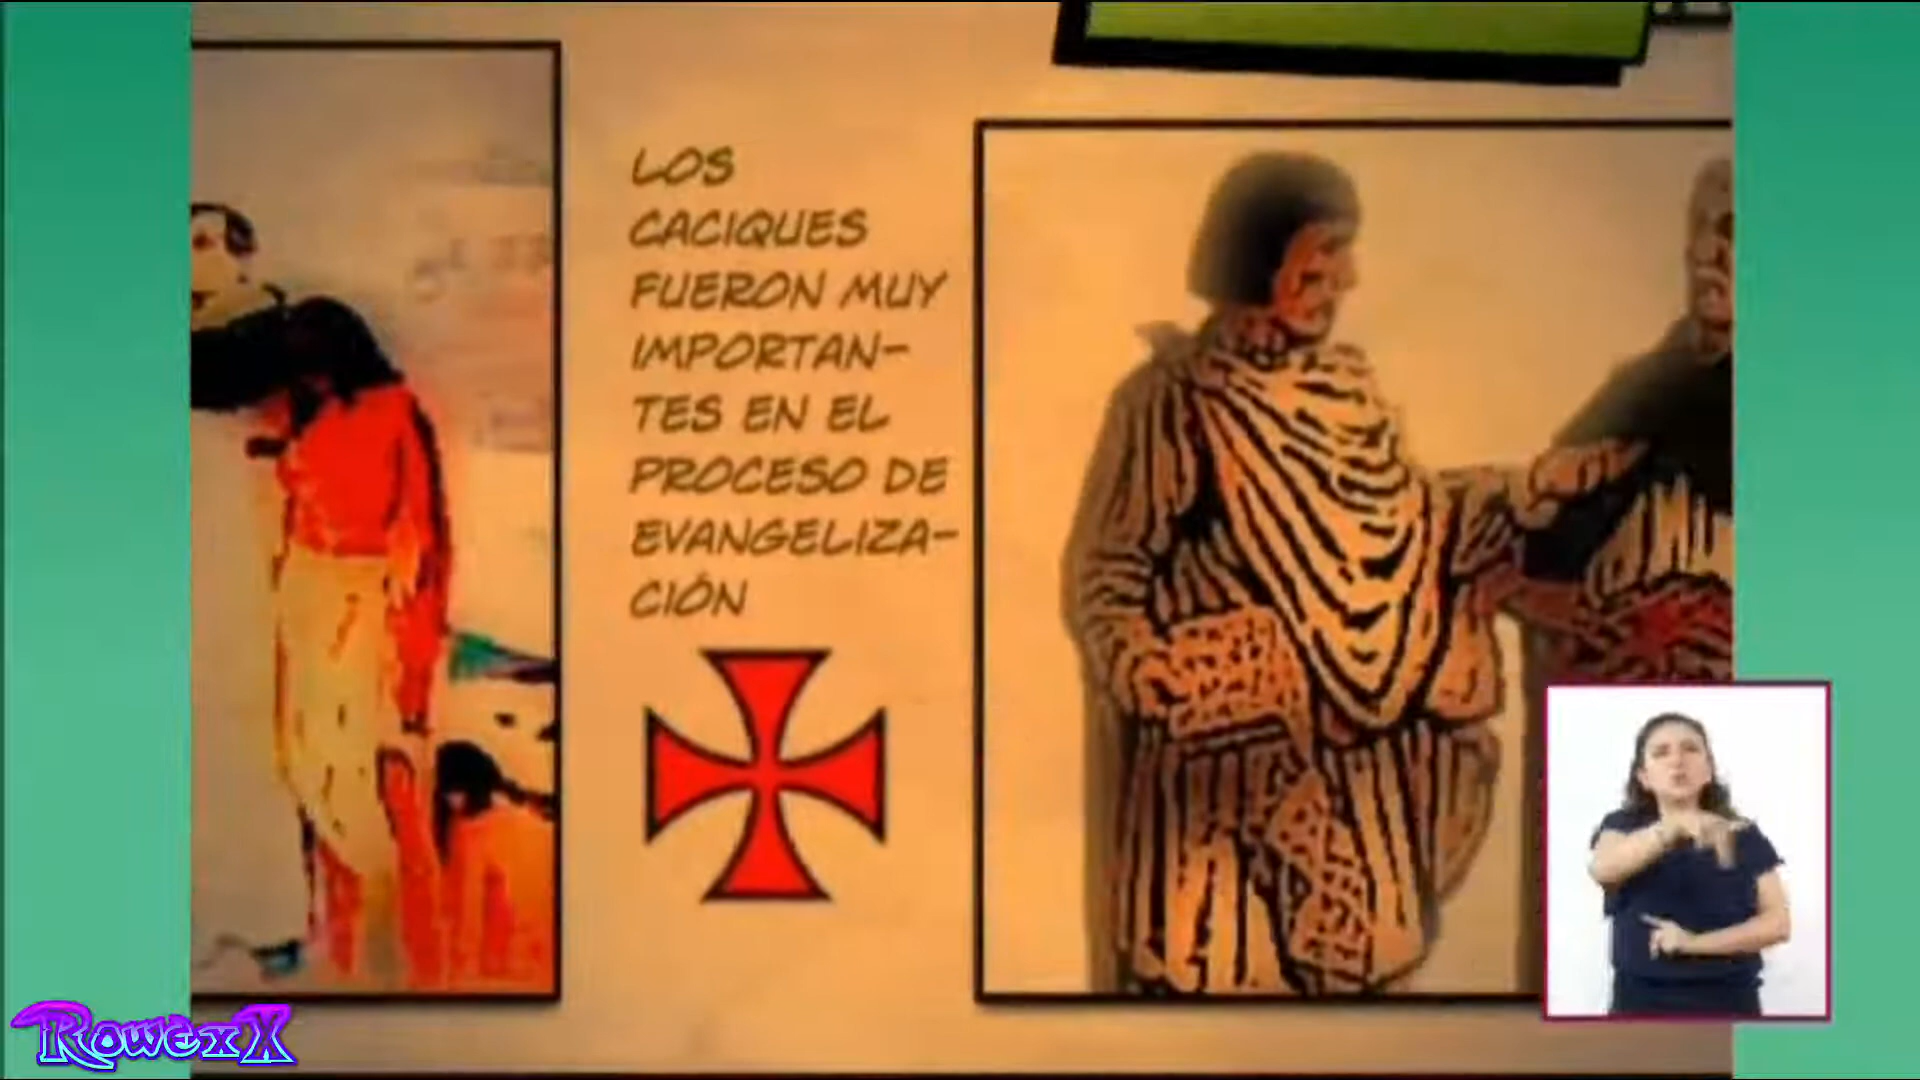 LOS
CACIQUES
FUERON MUY
IMPORTAN-
TES EN EL
PROCESO DE
EVANGELIZA-
CIÓN
RowexX